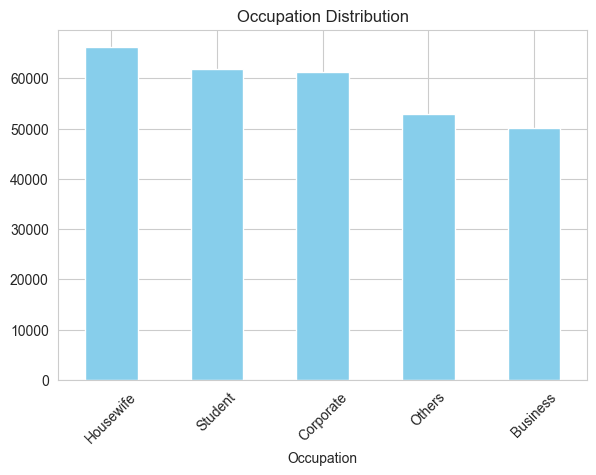 Occupation Distribution
60000
50000
40000
30000
20000
10000
0
Housewife
Student
Corporate
Others
Business
Occupation